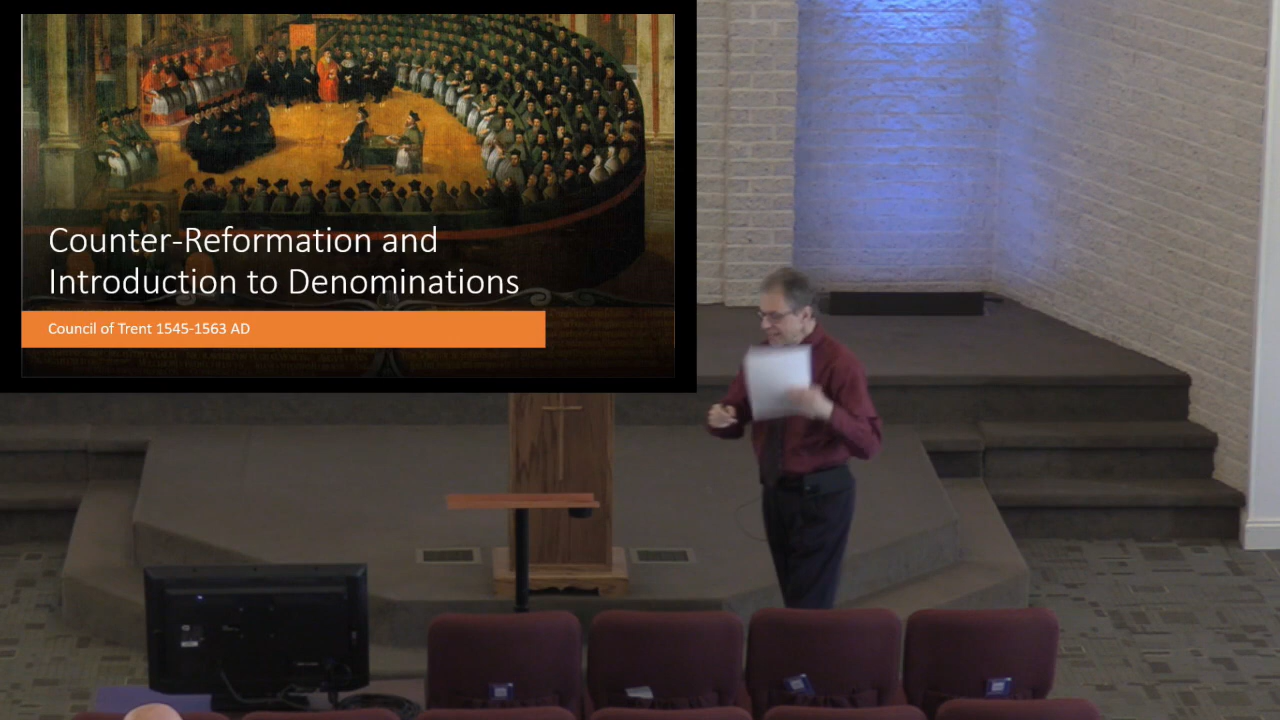 Counter-Reformation and
Introduction to Denominations
Council of Trent 1545-1563 AD